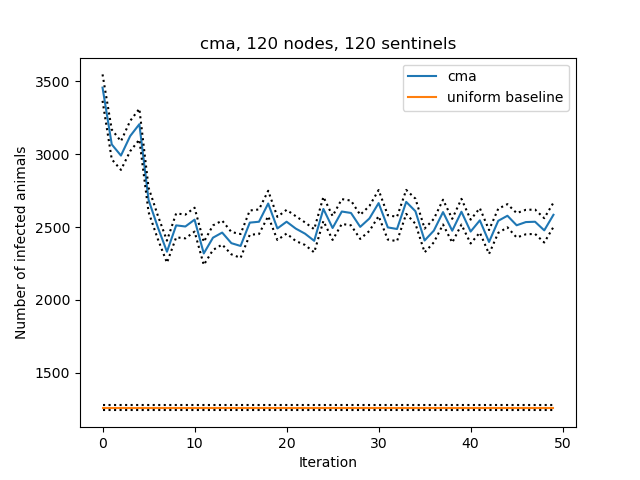 cma, 120 nodes, 120 sentinels
cma
uniform baseline
3500
3000
2500
2000
1500
Number of infected animals
0
10
20
30
40
50
Iteration